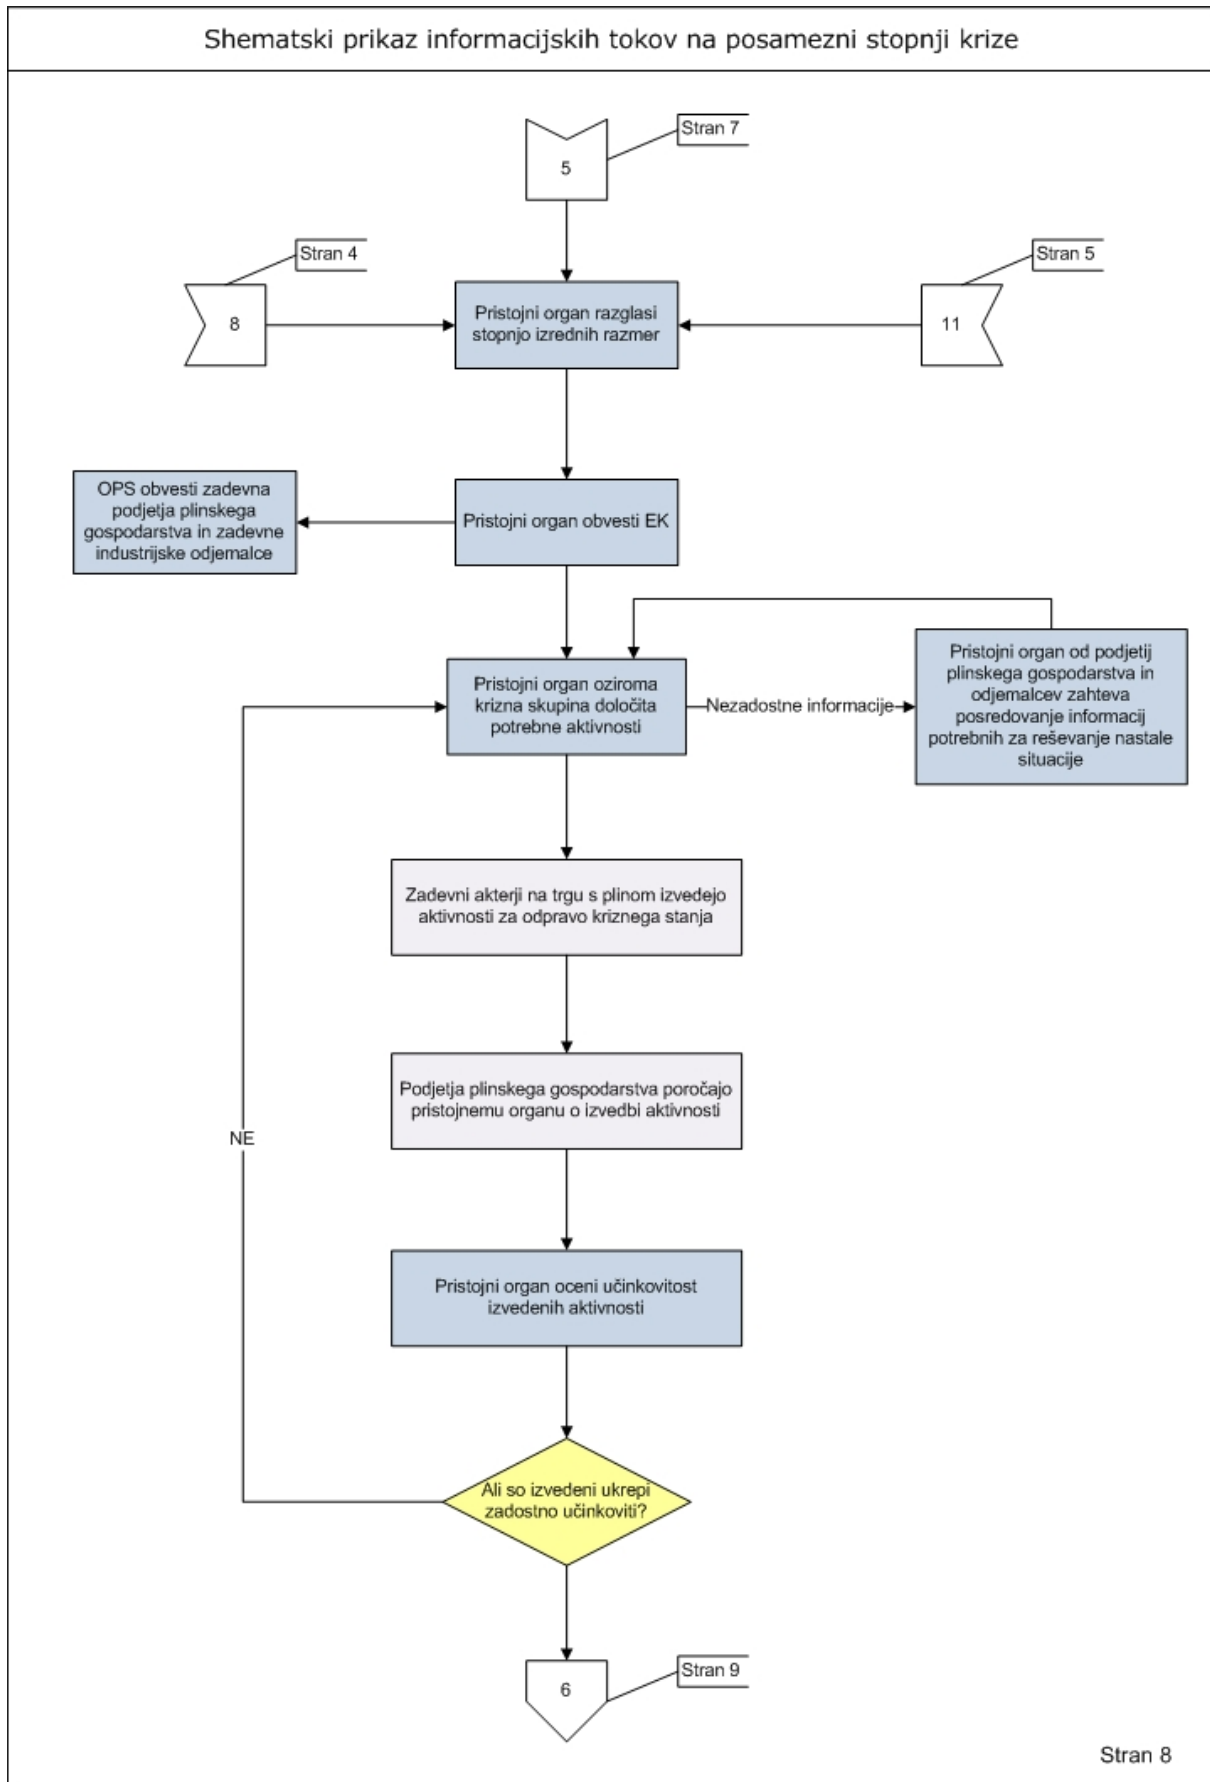 Shematski prikaz informacijskih tokov na posamezni stopnji krize
Stran 7
5
Stran 4
Stran 5
8
Pristojni organ razglasi
stopnjo izrednih razmer
11
OPS obvesti zadevna
podjetja plinskega
gospodarstva in zadevne
industrijske odjemalce
Pristojni organ obvesti EK
Pristojni organ oziroma
krizna skupina določita
potrebne aktivnosti
Nezadostne informacije
Pristojni organ od podjetij
plinskega gospodarstva in
odjemalcev zahteva
posredovanje informacij
potrebnih za reševanje nastale
situacije
Zadevni akterji na trgu s plinom izvedejo
aktivnosti za odpravo kriznega stanja
Podjetja plinskega gospodarstva poročajo
pristojnemu organu o izvedbi aktivnosti
NE
Pristojni organ oceni učinkovitost
izvedenih aktivnosti
Ali so izvedeni ukrepi
zadostno učinkoviti?
Stran 9
6
Stran 8